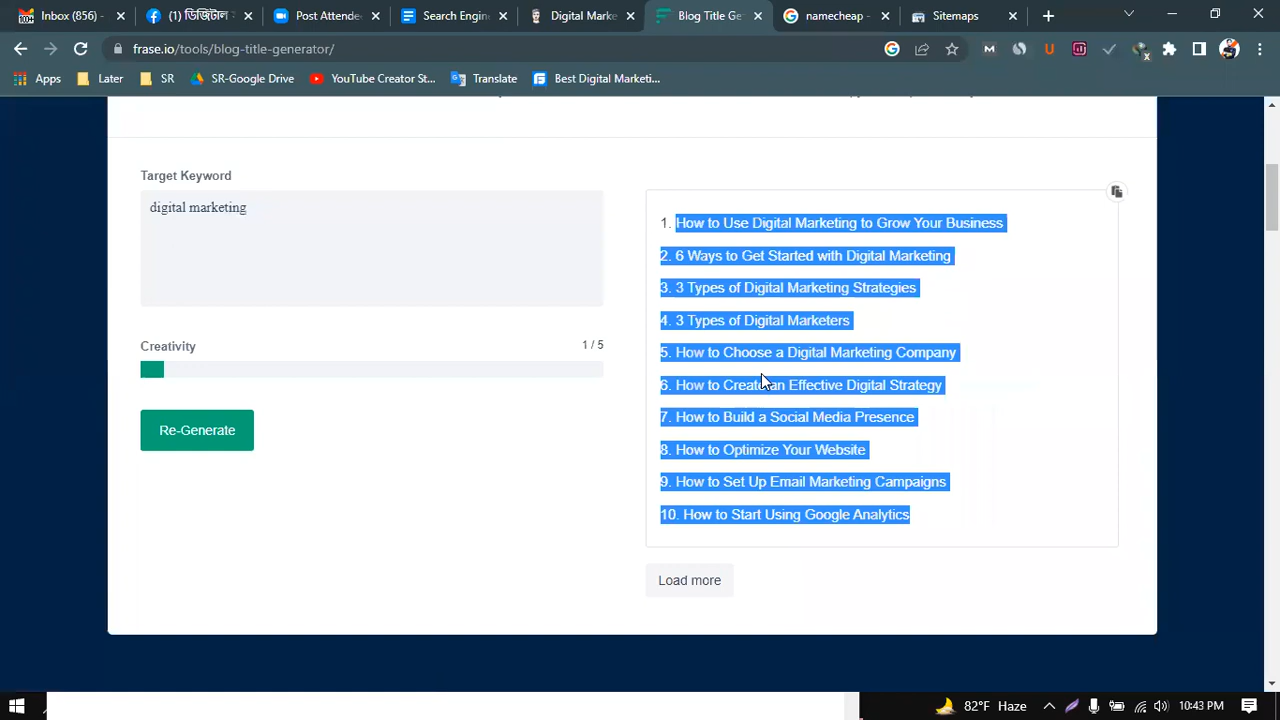 Inbox (856) -
(1) ডিজিটাল
Post Attende
Search Engin
Digital Marke
Blog Title Ge
namecheap -
Sitemaps
frase.io/tools/blog-title-generator/
Apps
Later
SR
SR-Google Drive
YouTube Creator St...
Translate
Best Digital Marketi...
Target Keyword
digital marketing
Creativity
1 / 5
Re-Generate
1. How to Use Digital Marketing to Grow Your Business
2. 6 Ways to Get Started with Digital Marketing
3. 3 Types of Digital Marketing Strategies
4. 3 Types of Digital Marketers
5. How to Choose a Digital Marketing Company
6. How to Create an Effective Digital Strategy
7. How to Build a Social Media Presence
8. How to Optimize Your Website
9. How to Set Up Email Marketing Campaigns
10. How to Start Using Google Analytics
Load more
82°F Haze
10:43 PM